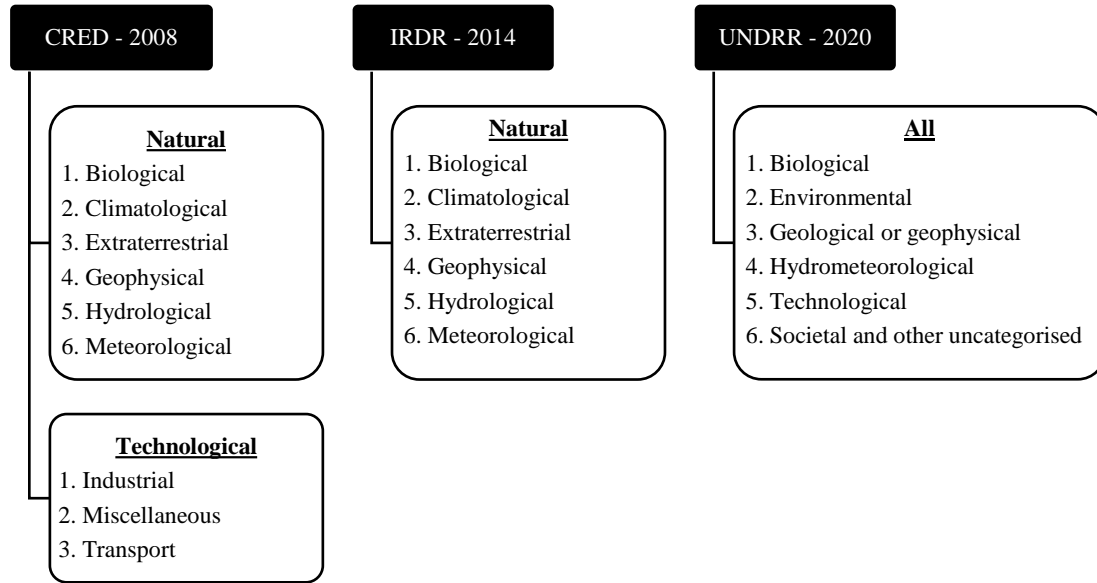 CRED - 2008
Natural
1. Biological
2. Climatological
3. Extraterrestrial
4. Geophysical
5. Hydrological
6. Meteorological
Technological
1. Industrial
2. Miscellaneous
3. Transport
IRDR - 2014
Natural
1. Biological
2. Climatological
3. Extraterrestrial
4. Geophysical
5. Hydrological
6. Meteorological
UNDRR - 2020
All
1. Biological
2. Environmental
3. Geological or geophysical
4. Hydrometeorological
5. Technological
6. Societal and other uncategorised